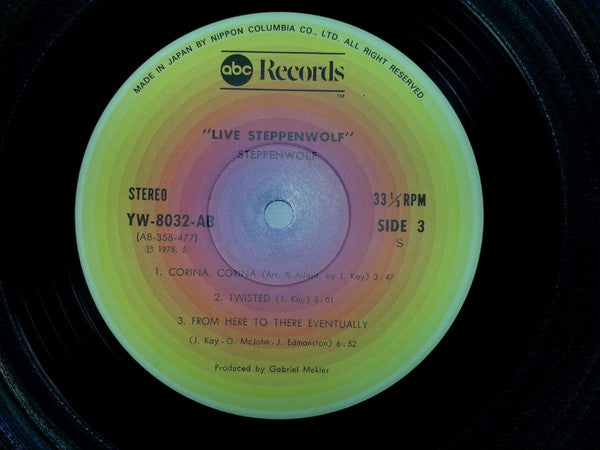 MADE IN JAPAN BY NIPPON COLUMBIA CO., LTD. ALL RIGHT RESERVED.
abc Records
TM
"LIVE STEPPENWOLF"
STEPPENWOLF
STEREO
33 1/3 RPM
YW-8032-AB
SIDE 3
(AB-358-477)
S
Ⓟ 1978. 5
1. CORINA, CORINA (Arr. & Adapt. by J. Kay) 3:47
2. TWISTED (J. Kay) 5:01
3. FROM HERE TO THERE EVENTUALLY
(J. Kay · G. McJohn · J. Edmonston) 6:52
Produced by Gabriel Mekler